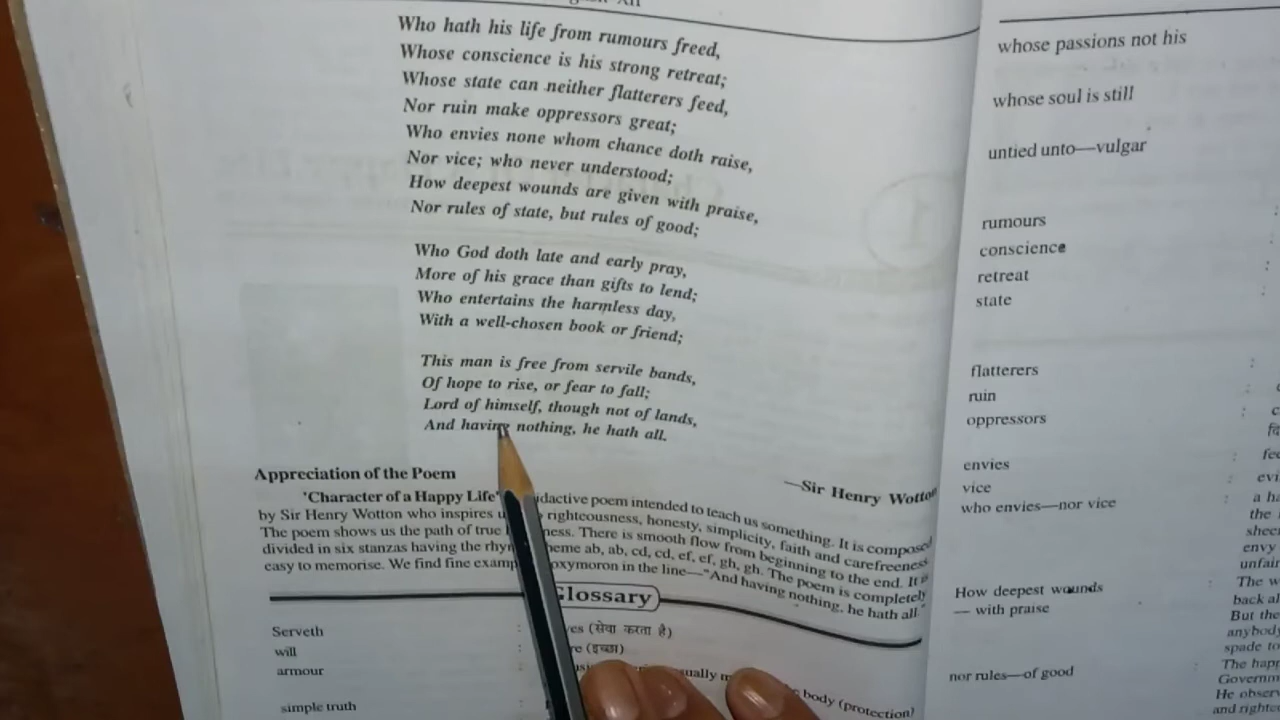 XII
Who hath his life from rumours freed,
Whose conscience is his strong retreat;
Whose state can neither flatterers feed,
Nor ruin make oppressors great;
Who envies none whom chance doth raise,
Nor vice; who never understood;
How deepest wounds are given with praise,
Nor rules of state, but rules of good;
Who God doth late and early pray,
More of his grace than gifts to lend;
Who entertains the harmless day,
With a well-chosen book or friend;
This man is free from servile bands,
Of hope to rise, or fear to fall;
Lord of himself, though not of lands,
And having nothing, he hath all.
—Sir Henry Wotton
Appreciation of the Poem
'Character of a Happy Life' didactive poem intended to teach us something. It is composed
by Sir Henry Wotton who inspires righteousness, honesty, simplicity, faith and carefreeness
The poem shows us the path of true There is smooth flow from beginning to the end. It is
divided in six stanzas having the ab, ab, cd, cd, ef, ef, gh, gh. The poem is completely
easy to memorise. We find fine oxymoron in the line—"And having nothing, he hath all."
Glossary
Serveth : (सेवा करता है)
will (इच्छा)
armour
simple truth : body (protection)
whose passions not his
whose soul is still
untied unto—vulgar
rumours :
conscience
retreat :
state :
flatterers :
ruin :
oppressors :
envies :
vice :
who envies—nor vice : a
the
envy
How deepest wounds : The
— with praise
But the
nor rules—of good : The
He
and